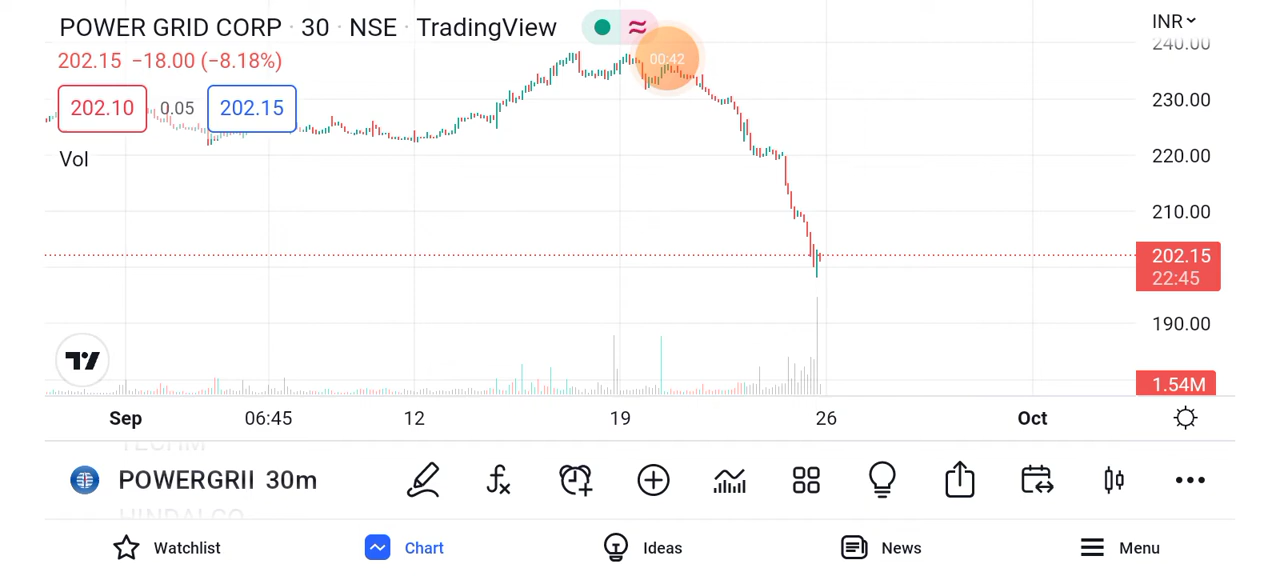 POWER GRID CORP · 30 · NSE · TradingView
INR
240.00
202.15 −18.00 (−8.18%)
00:42
202.10 0.05 202.15
230.00
Vol
220.00
210.00
202.15
22:45
190.00
1.54M
Sep 06:45 12 19 26 Oct
TECHM
POWERGRII 30m
HINDALCO
Watchlist Chart Ideas News Menu